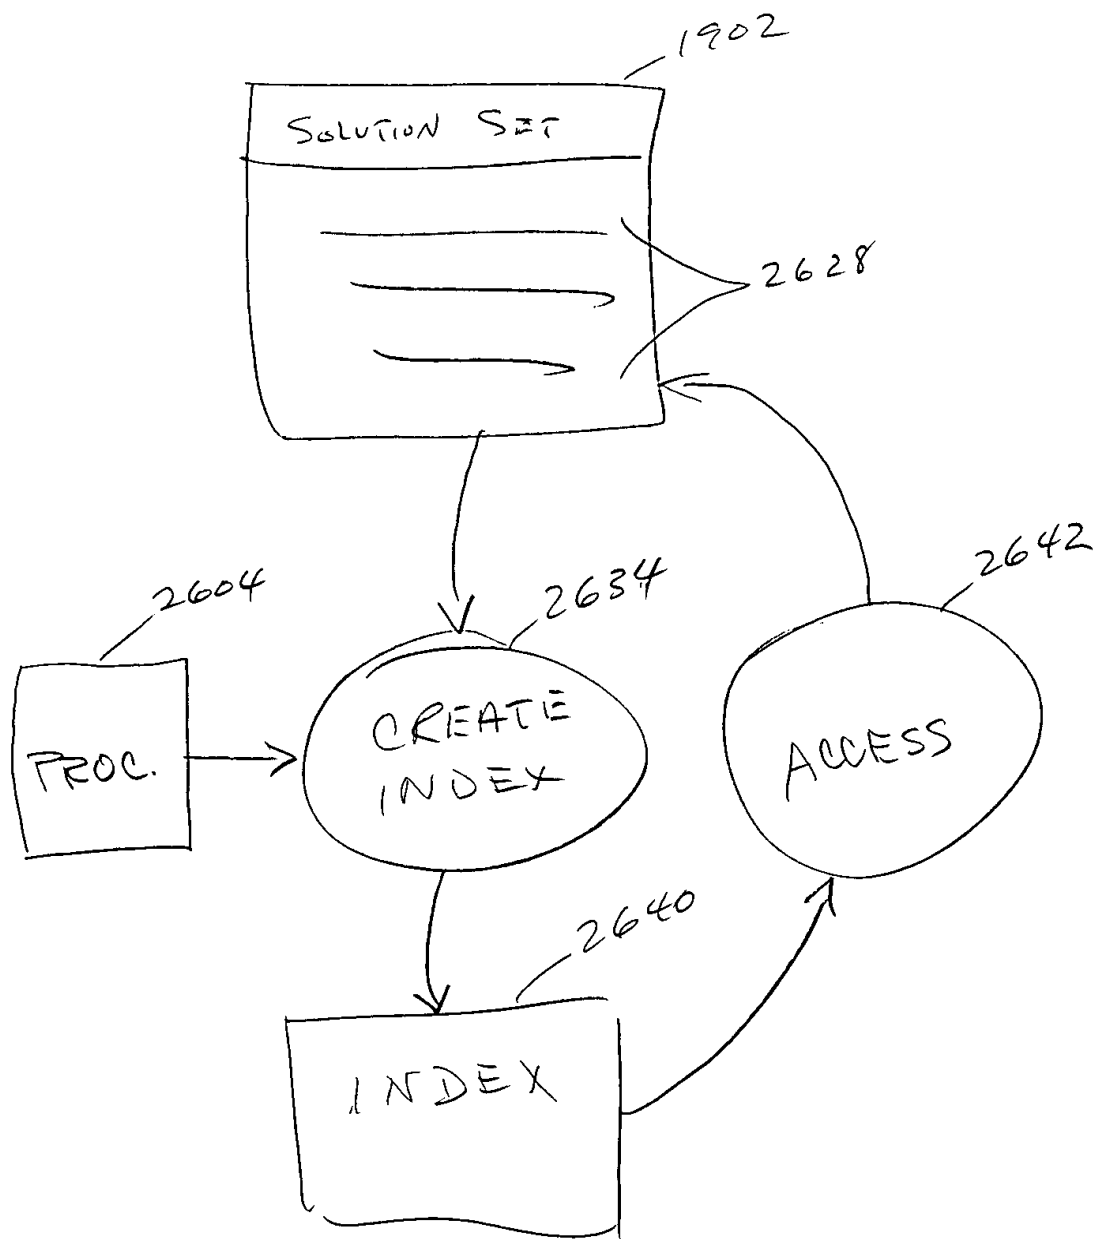 1902
SOLUTION SET
2628
2642
2604
2634
CREATE
INDEX
PROC.
ACCESS
2640
INDEX